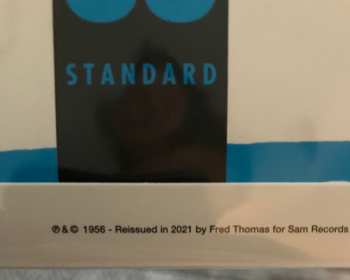 STANDARD
℗ & © 1956 - Reissued in 2021 by Fred Thomas for Sam Records